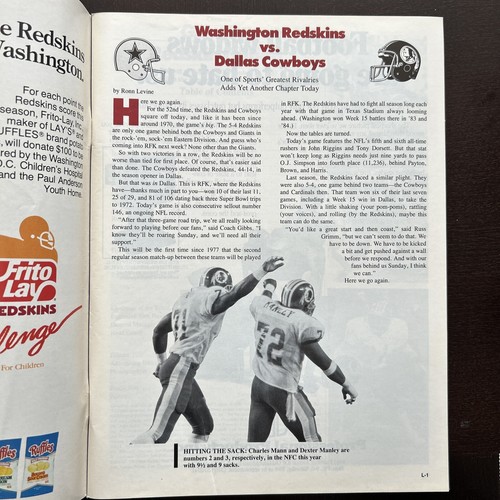 e Redskins
Washington.
For each point the
Redskins score this
season, Frito-Lay, Inc.
makers of LAY'S® and
RUFFLES® brand potato
will donate $100 to be
red by the Washington
D.C. Children's Hospital
and the Paul Anderson
Youth Home.
Frito
Lay
REDSKINS
llenge
For Children
Ruffles
Ruffles
Washington Redskins
vs.
Dallas Cowboys
One of Sports' Greatest Rivalries
Adds Yet Another Chapter Today
by Ronn Levine
Here we go again.
For the 52nd time, the Redskins and Cowboys
square off today, and like it has been since
around 1970, the game's big. The 5-4 Redskins
are only one game behind both the Cowboys and Giants in
the rock-'em, sock-'em Eastern Division. And guess who's
coming into RFK next week? None other than the Giants.
So with two victories in a row, the Redskins will be no
worse than tied for first place. Of course, that's easier said
than done. The Cowboys defeated the Redskins, 44-14, in
the season opener in Dallas.
But that was in Dallas. This is RFK, where the Redskins
have—thanks much in part to you—won 10 of their last 11,
25 of 29, and 81 of 106 dating back three Super Bowl trips
to 1972. Today's game is also consecutive sellout number
146, an ongoing NFL record.
"After that three-game road trip, we're all really looking
forward to playing before our fans," said Coach Gibbs. "I
know they'll be roaring Sunday, and we'll need all their
support."
This will be the first time since 1977 that the second
regular season match-up between these teams will be played
in RFK. The Redskins have had to fight all season long each
year with that game in Texas Stadium always looming
ahead. (Washington won Week 15 battles there in '83 and
'84.)
Now the tables are turned.
Today's game features the NFL's fifth and sixth all-time
rushers in John Riggins and Tony Dorsett. But that stat
won't keep long as Riggins needs just nine yards to pass
O.J. Simpson into fourth place (11,236), behind Payton,
Brown, and Harris.
Last season, the Redskins faced a similar plight. They
were also 5-4, one game behind two teams—the Cowboys
and Cardinals then. That team won six of their last seven
games, including a Week 15 win in Dallas, to take the
Division. With a little shaking (your pom-poms), rattling
(your voices), and rolling (by the Redskins), maybe this
team can do the same.
"You'd like a great start and then coast," said Russ
Grimm, "but we can't seem to do that. We
have to be down. We have to be kicked
a bit and get pushed against a wall
before we respond. And with our
fans behind us Sunday, I think
we can."
Here we go again.
MANLEY
72
HITTING THE SACK: Charles Mann and Dexter Manley are
numbers 2 and 3, respectively, in the NFC this year
with 9½ and 9 sacks.
L-1